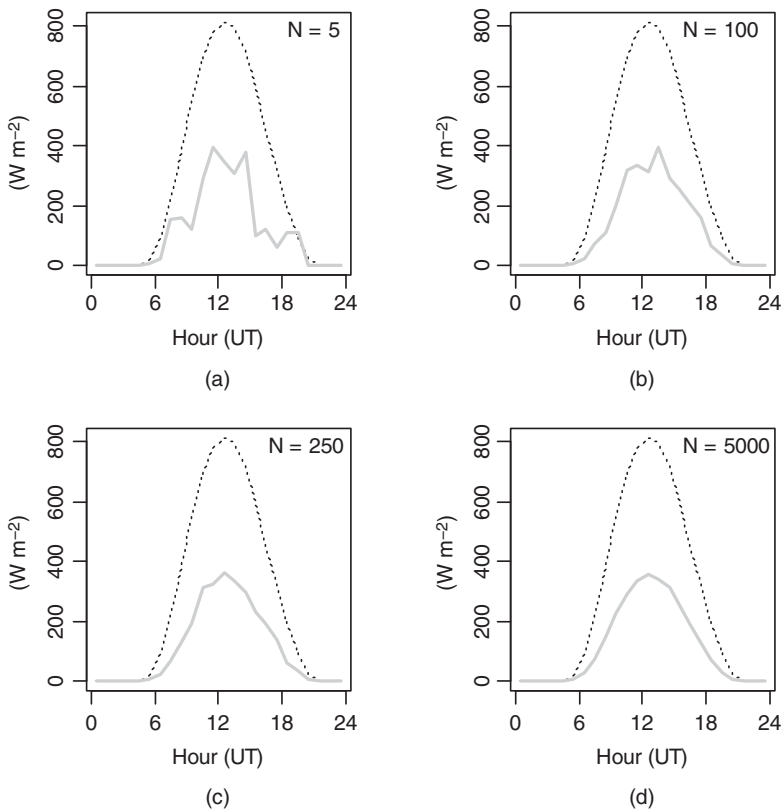 N = 5
(W m−2)
800
600
400
200
0
0 6 12 18 24
Hour (UT)
(a)
N = 100
(W m−2)
800
600
400
200
0
0 6 12 18 24
Hour (UT)
(b)
N = 250
(W m−2)
800
600
400
200
0
0 6 12 18 24
Hour (UT)
(c)
N = 5000
(W m−2)
800
600
400
200
0
0 6 12 18 24
Hour (UT)
(d)